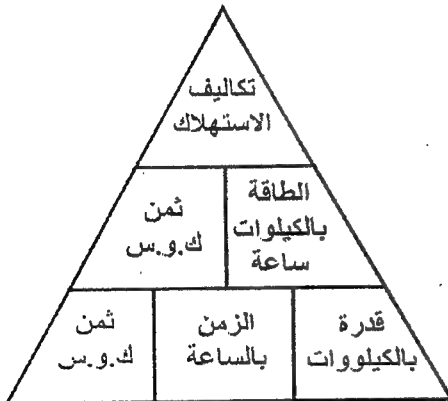 تكاليف
الاستهلاك
الطاقة
بالكيلوات
ساعة
ثمن
ك.و.س
قدرة
بالكيلووات
الزمن
بالساعة
ثمن
ك.و.س